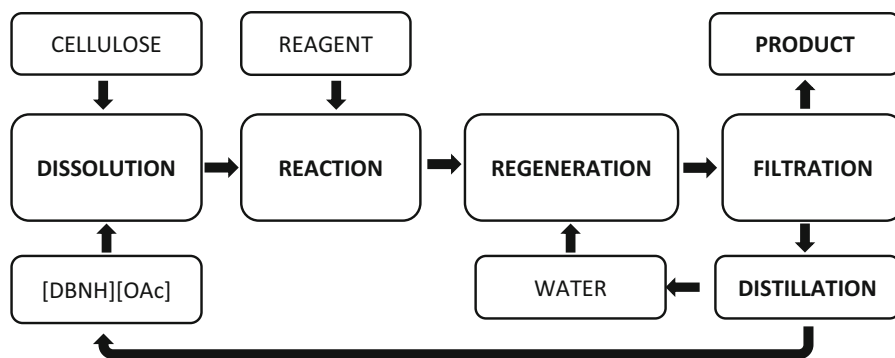 CELLULOSE
REAGENT
PRODUCT
DISSOLUTION
REACTION
REGENERATION
FILTRATION
[DBNH][OAc]
WATER
DISTILLATION